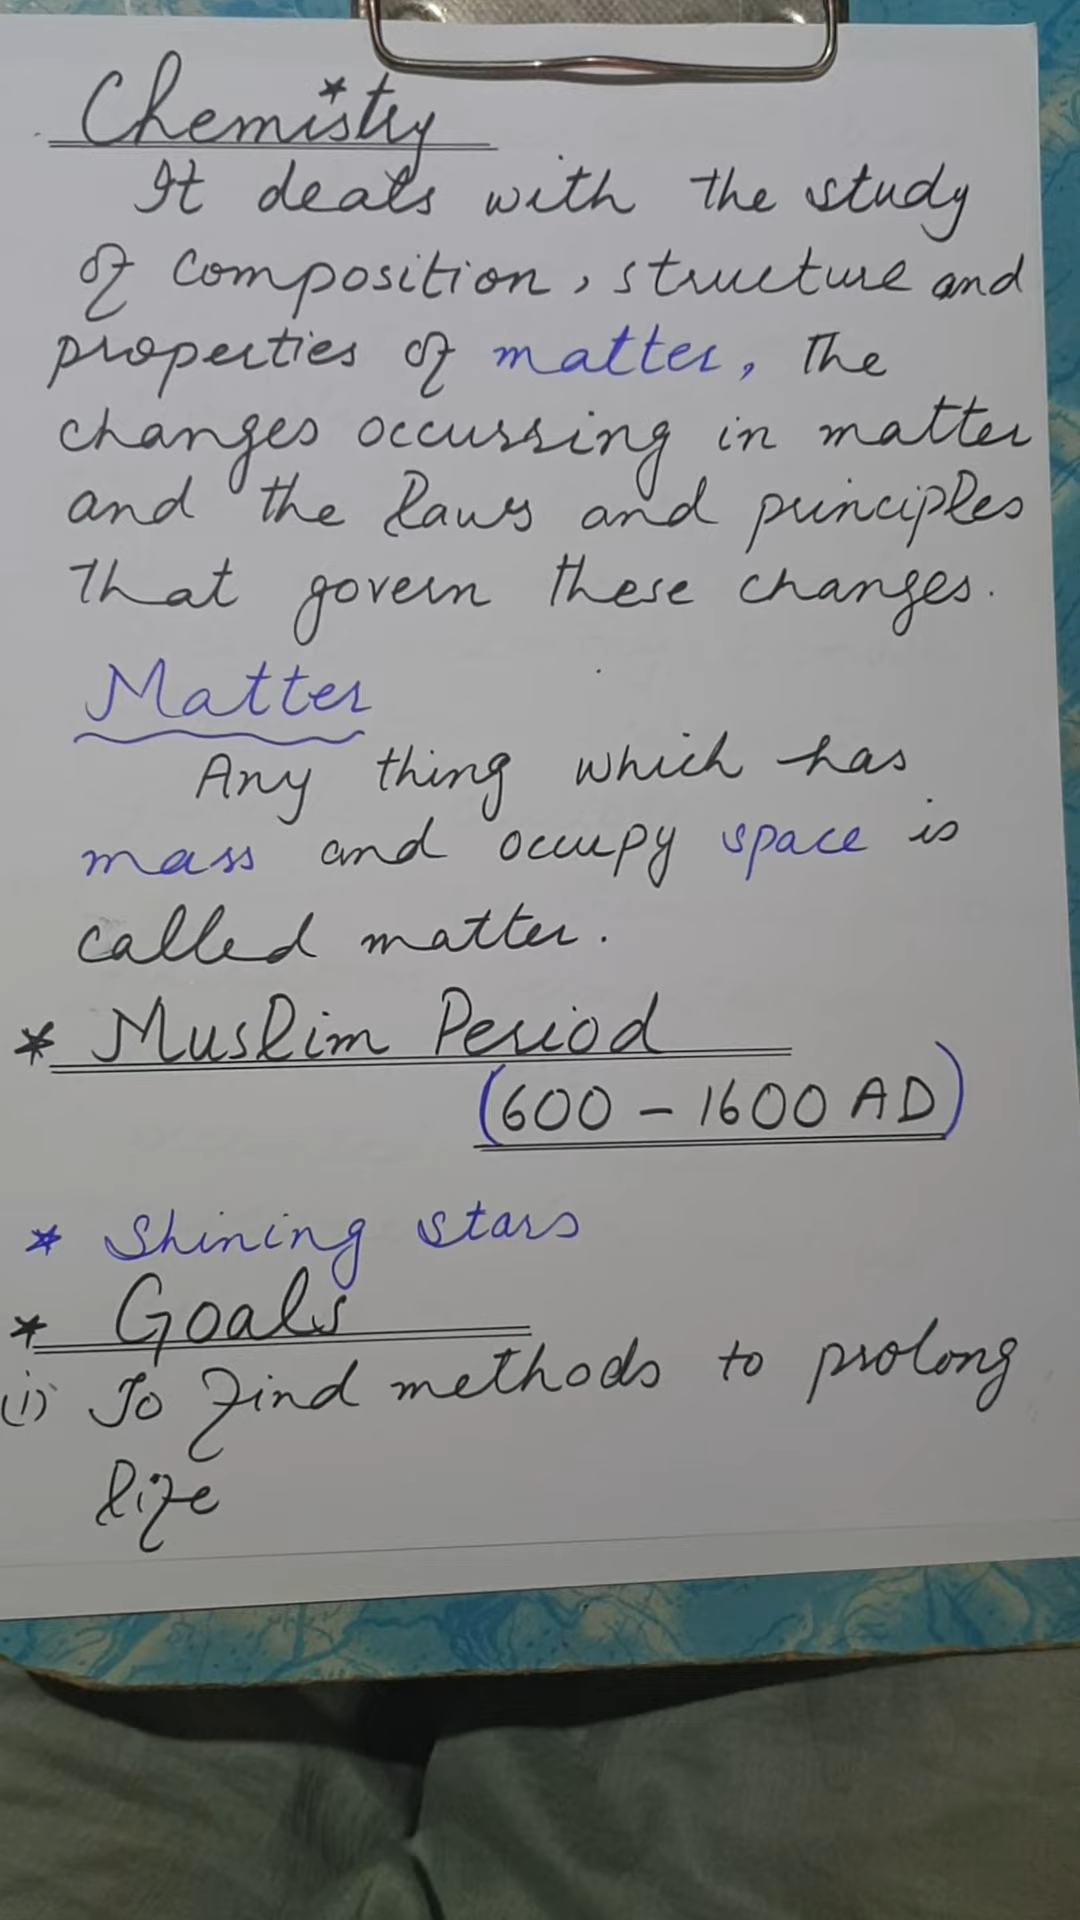 Chemistry
It deals with the study
of composition, structure and
properties of matter, the
changes occurring in matter
and the laws and principles
that govern these changes.
Matter
Any thing which has
mass and occupy space is
called matter.
* Muslim Period
(600 - 1600 AD)
* Shining stars
* Goals
(i) To find methods to prolong
life